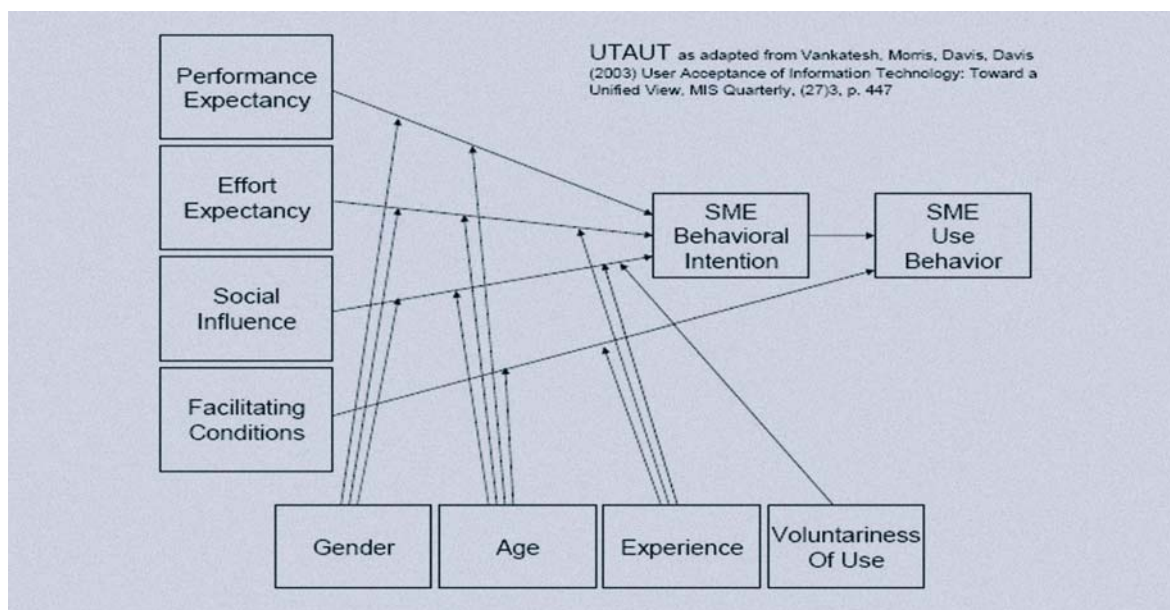 Performance
Expectancy
UTAUT as adapted from Vankatesh, Morris, Davis, Davis
(2003) User Acceptance of Information Technology: Toward a
Unified View, MIS Quarterly, (27)3, p. 447
Effort
Expectancy
SME
Behavioral
Intention
SME
Use
Behavior
Social
Influence
Facilitating
Conditions
Gender
Age
Experience
Voluntariness
Of Use